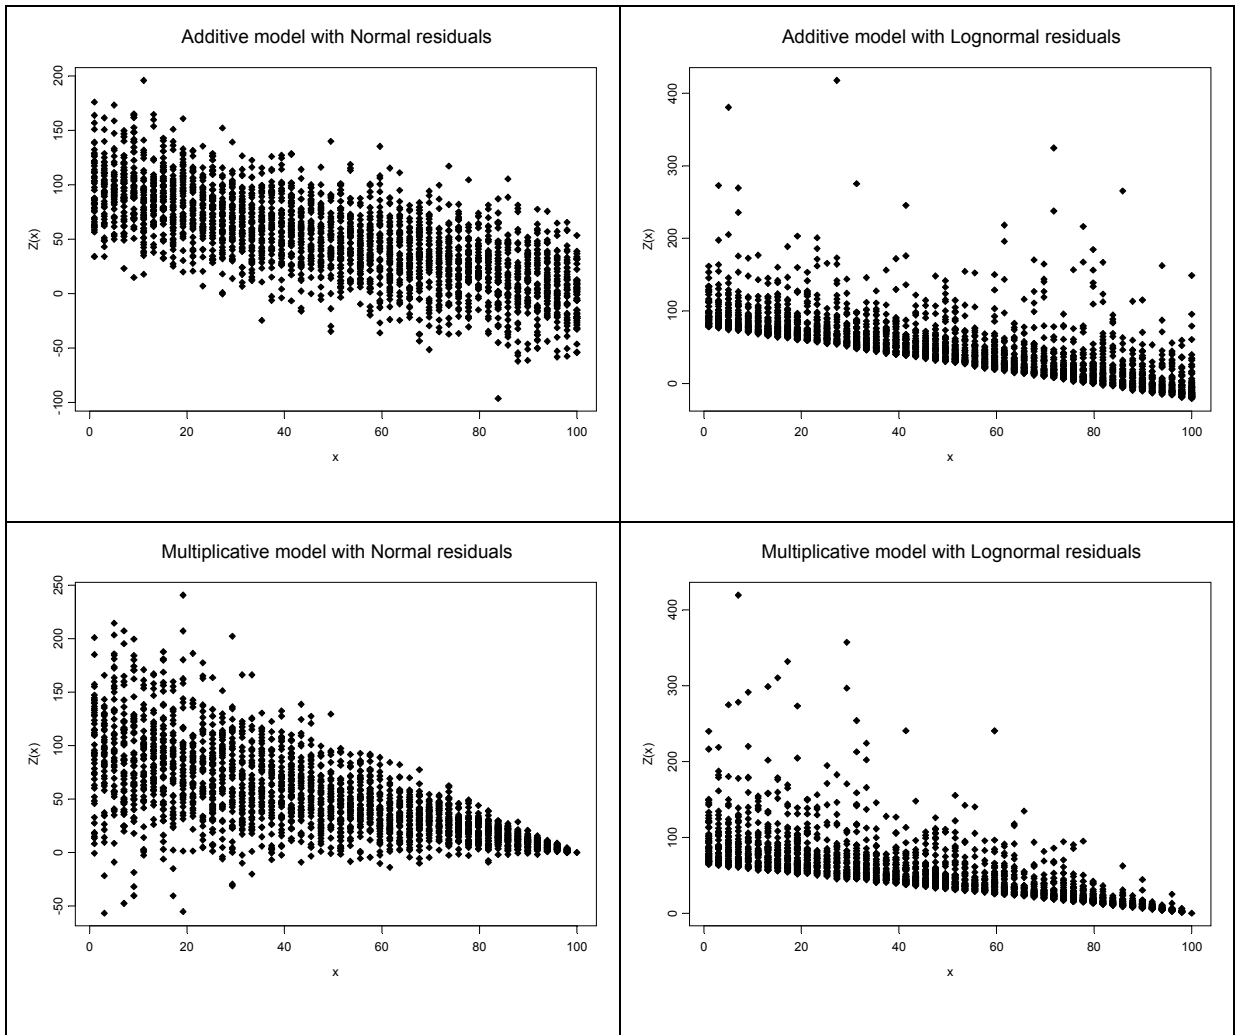 Additive model with Normal residuals
200
150
100
50
0
-50
-100
Z(x)
0 20 40 60 80 100
x
Additive model with Lognormal residuals
400
300
200
100
0
Z(x)
0 20 40 60 80 100
x
Multiplicative model with Normal residuals
250
200
150
100
50
0
-50
Z(x)
0 20 40 60 80 100
x
Multiplicative model with Lognormal residuals
400
300
200
100
0
Z(x)
0 20 40 60 80 100
x